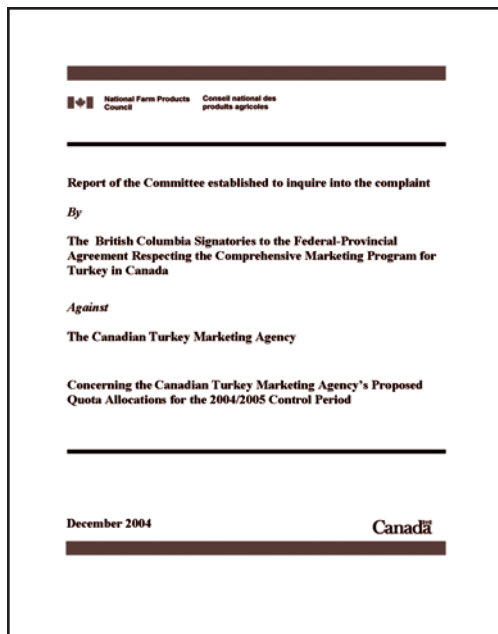 National Farm Products Council
Conseil national des produits agricoles
Report of the Committee established to inquire into the complaint
By
The British Columbia Signatories to the Federal-Provincial
Agreement Respecting the Comprehensive Marketing Program for
Turkey in Canada
Against
The Canadian Turkey Marketing Agency
Concerning the Canadian Turkey Marketing Agency's Proposed
Quota Allocations for the 2004/2005 Control Period
December 2004
Canada